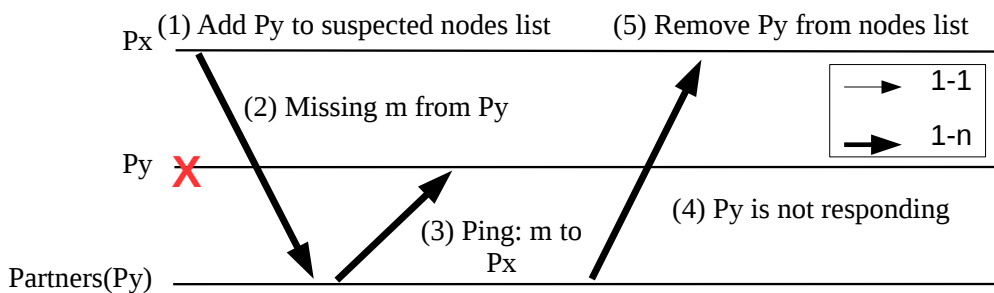 (1) Add Py to suspected nodes list
(5) Remove Py from nodes list
Px
1-1
(2) Missing m from Py
1-n
Py
X
(4) Py is not responding
(3) Ping: m to
Px
Partners(Py)